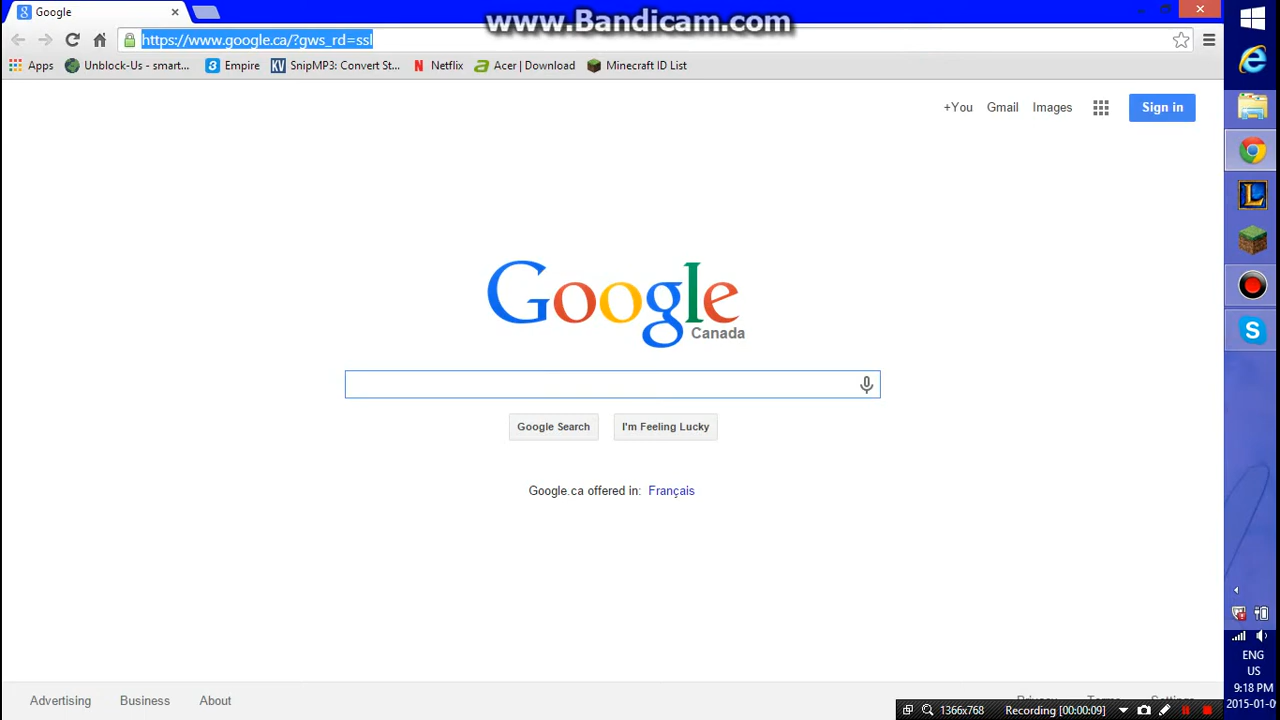 Google
www.Bandicam.com
https://www.google.ca/?gws_rd=ssl
Apps Unblock-Us - smart... Empire SnipMP3: Convert St... Netflix Acer | Download Minecraft ID List
+You Gmail Images Sign in
Google
Canada
Google Search I'm Feeling Lucky
Google.ca offered in: Français
Advertising Business About
1366x768 Recording [00:00:09]
ENG
US
9:18 PM